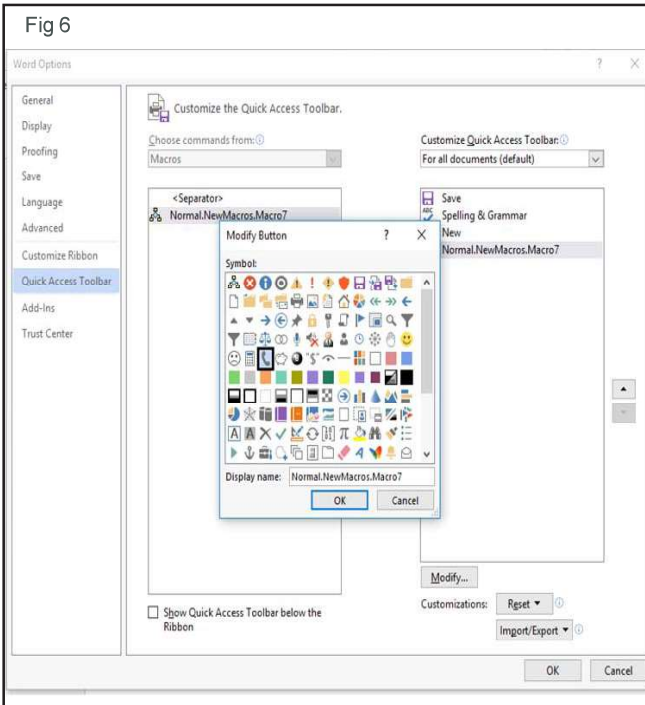 Fig 6
Word Options
? X
General
Display
Proofing
Save
Language
Advanced
Customize Ribbon
Quick Access Toolbar
Add-Ins
Trust Center
Customize the Quick Access Toolbar.
Choose commands from:
Macros
<Separator>
Normal.NewMacros.Macro7
Customize Quick Access Toolbar:
For all documents (default)
Save
Spelling & Grammar
New
Normal.NewMacros.Macro7
Modify Button
? X
Symbol:
Display name: Normal.NewMacros.Macro7
OK Cancel
Modify...
Customizations: Reset
Import/Export
Show Quick Access Toolbar below the
Ribbon
OK Cancel